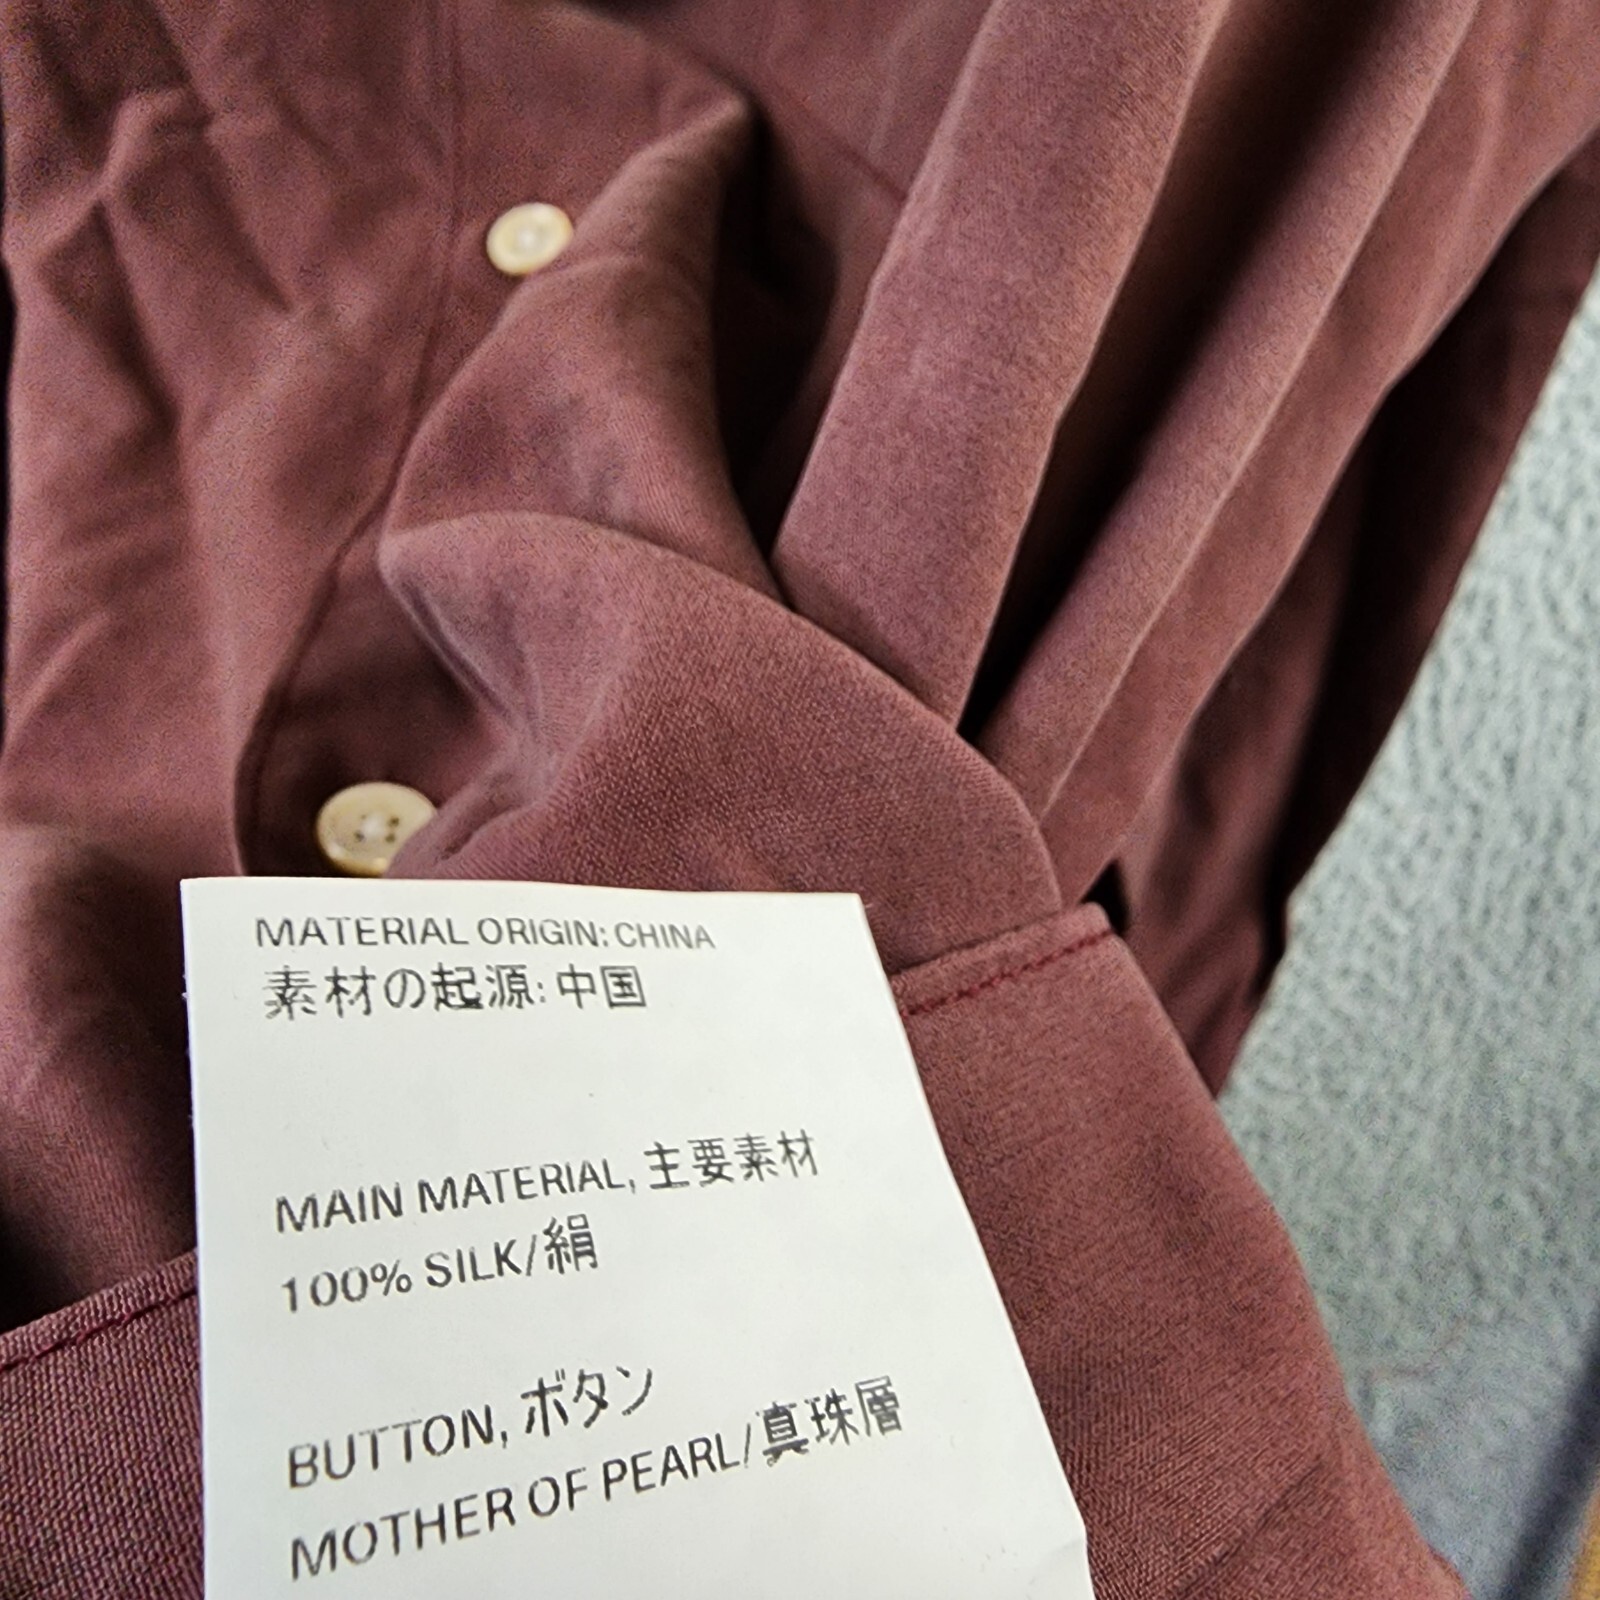 MATERIAL ORIGIN: CHINA
素材の起源: 中国
MAIN MATERIAL, 主要素材
100% SILK/絹
BUTTON, ボタン
MOTHER OF PEARL/真珠層